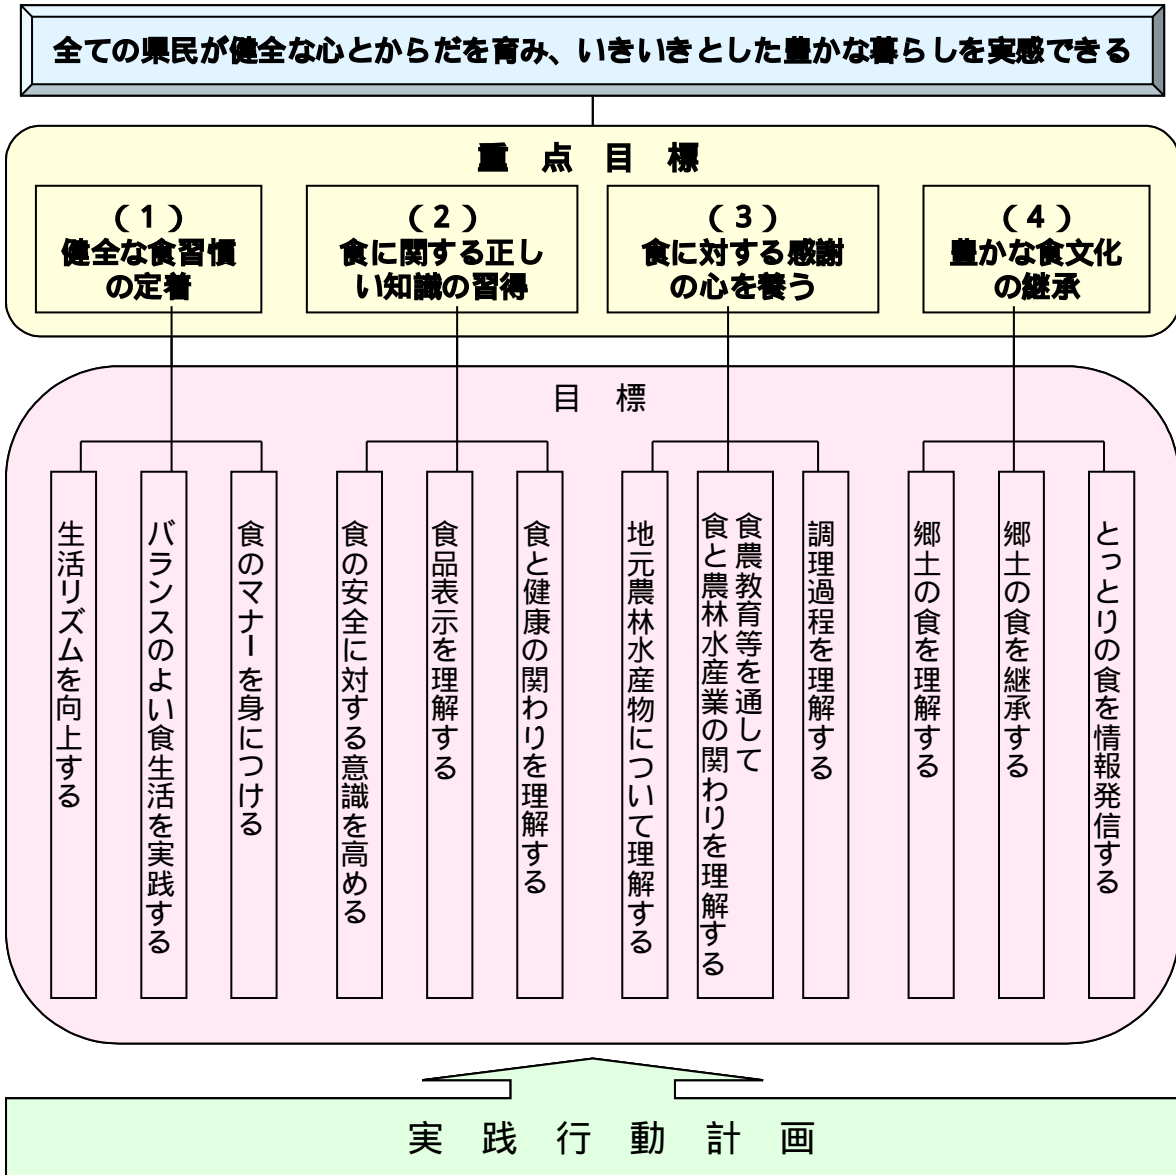 全ての県民が健全な心とからだを育み、いきいきとした豊かな暮らしを実感できる
重 点 目 標
（１）
健全な食習慣
の定着
（２）
食に関する正し
い知識の習得
（３）
食に対する感謝
の心を養う
（４）
豊かな食文化
の継承
目 標
生活リズムを向上する
バランスのよい食生活を実践する
食のマナーを身につける
食の安全に対する意識を高める
食品表示を理解する
食と健康の関わりを理解する
地元農林水産物について理解する
食農教育等を通して
食と農林水産業の関わりを理解する
調理過程を理解する
郷土の食を理解する
郷土の食を継承する
とっとりの食を情報発信する
実 践 行 動 計 画